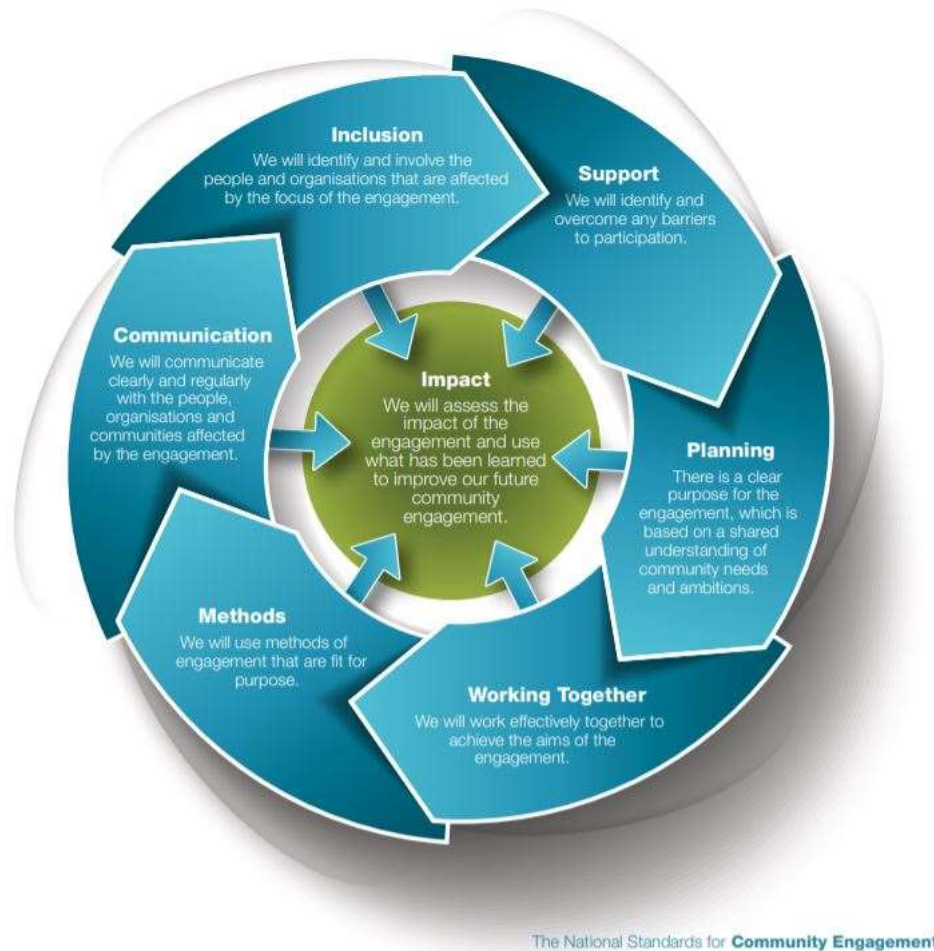 Inclusion
We will identify and involve the
people and organisations that are affected
by the focus of the engagement.
Support
We will identify and
overcome any barriers
to participation.
Planning
There is a clear
purpose for the
engagement, which is
based on a shared
understanding of
community needs
and ambitions.
Working Together
We will work effectively together to
achieve the aims of the
engagement.
Methods
We will use methods of
engagement that are fit for
purpose.
Communication
We will communicate
clearly and regularly
with the people,
organisations and
communities affected
by the engagement.
Impact
We will assess the
impact of the
engagement and use
what has been learned
to improve our future
community
engagement.
The National Standards for Community Engagement